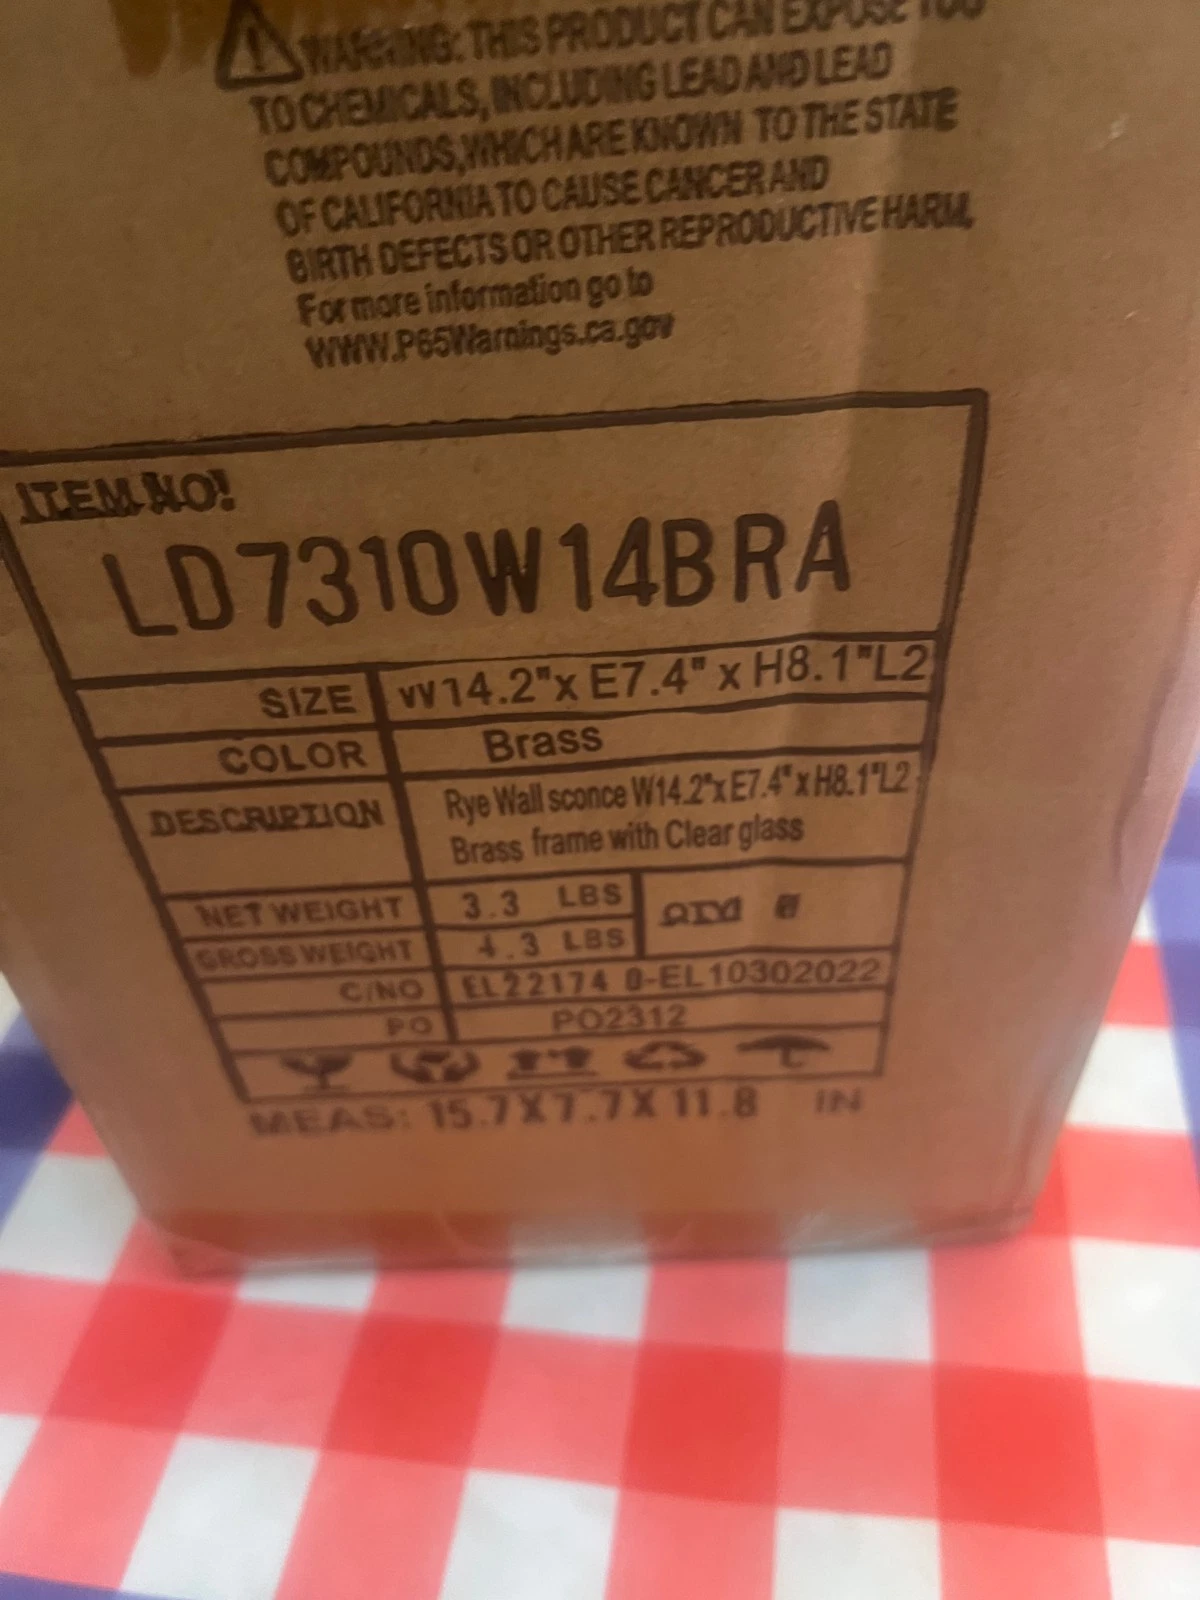 WARNING: THIS PRODUCT CAN EXPOSE YOU
TO CHEMICALS, INCLUDING LEAD AND LEAD
COMPOUNDS,WHICH ARE KNOWN TO THE STATE
OF CALIFORNIA TO CAUSE CANCER AND
BIRTH DEFECTS OR OTHER REPRODUCTIVE HARM,
For more information go to
WWW.P65Warnings.ca.gov
ITEM NO:
LD7310W14BRA
SIZE W14.2"x E7.4" x H8.1"L2
COLOR Brass
DESCRIPTION Rye Wall sconce W14.2"x E7.4" x H8.1"L2
Brass frame with Clear glass
NET WEIGHT 3.3 LBS
QTY
GROSS WEIGHT 4.3 LBS
C/NO EL22174 0-EL10302022
PO PO2312
MEAS: 15.7X7.7X11.8 IN